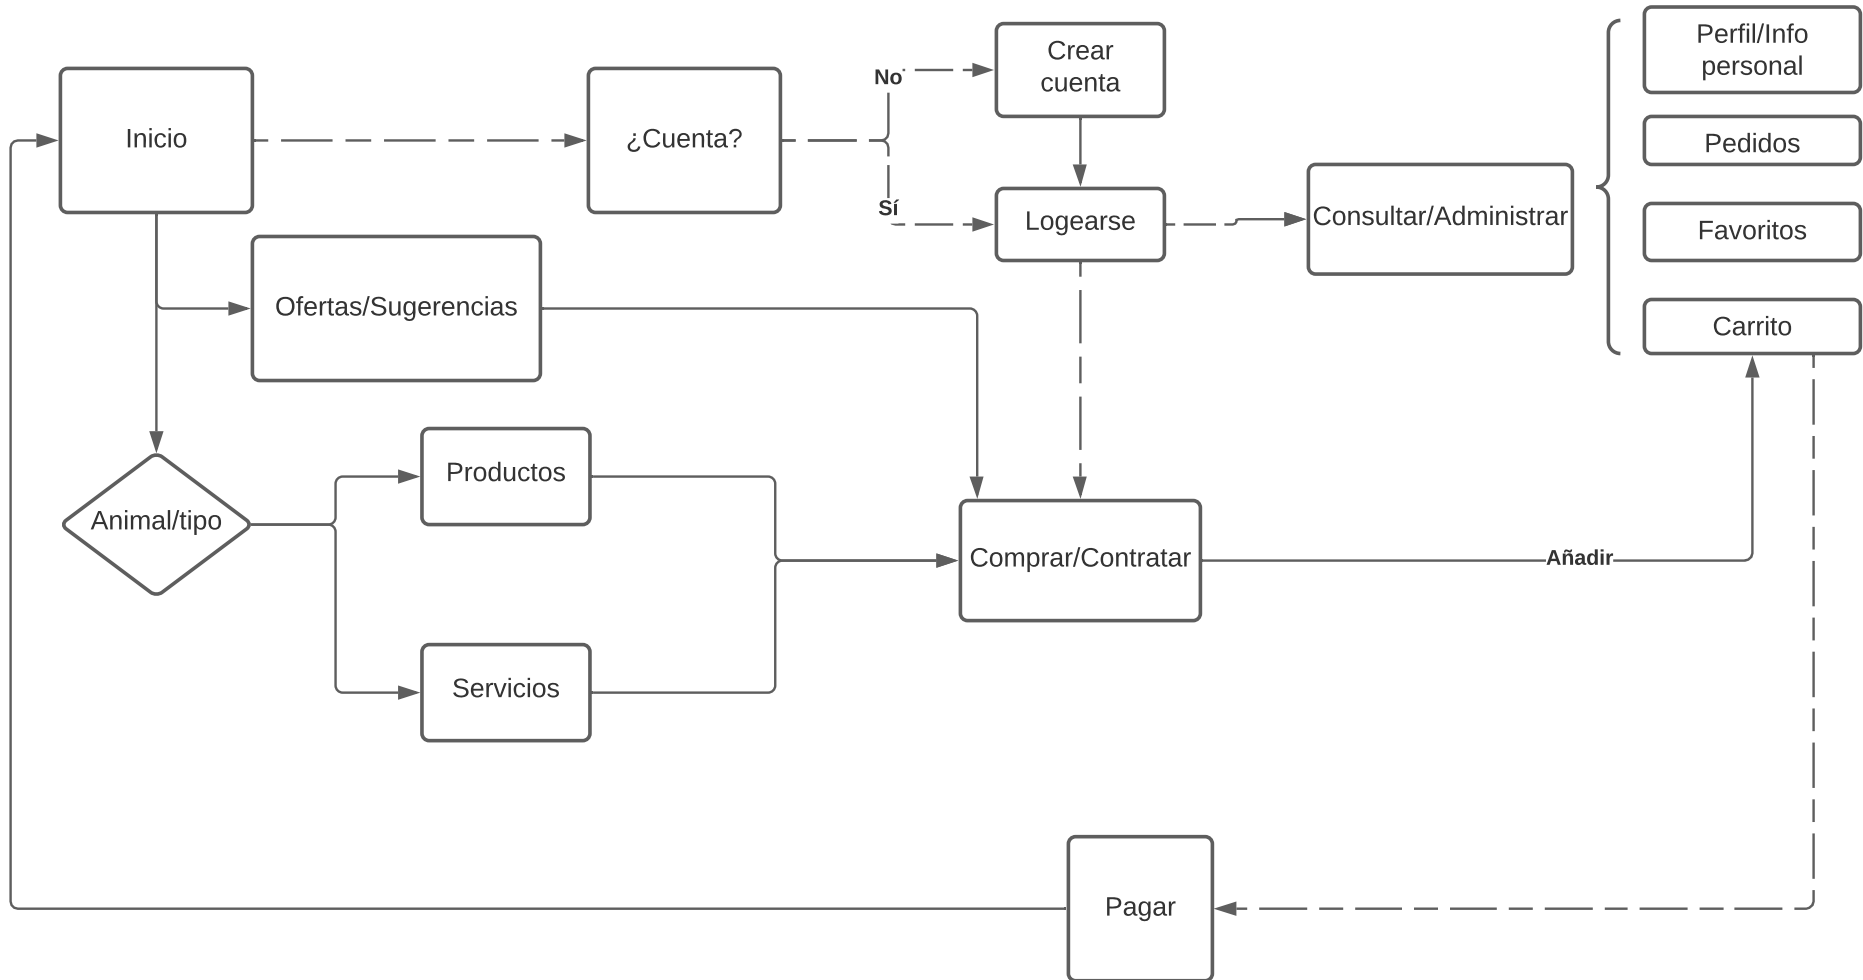 Inicio
¿Cuenta?
No
Sí
Crear
cuenta
Logearse
Consultar/Administrar
Perfil/Info
personal
Pedidos
Favoritos
Carrito
Ofertas/Sugerencias
Animal/tipo
Productos
Servicios
Comprar/Contratar
Añadir
Pagar